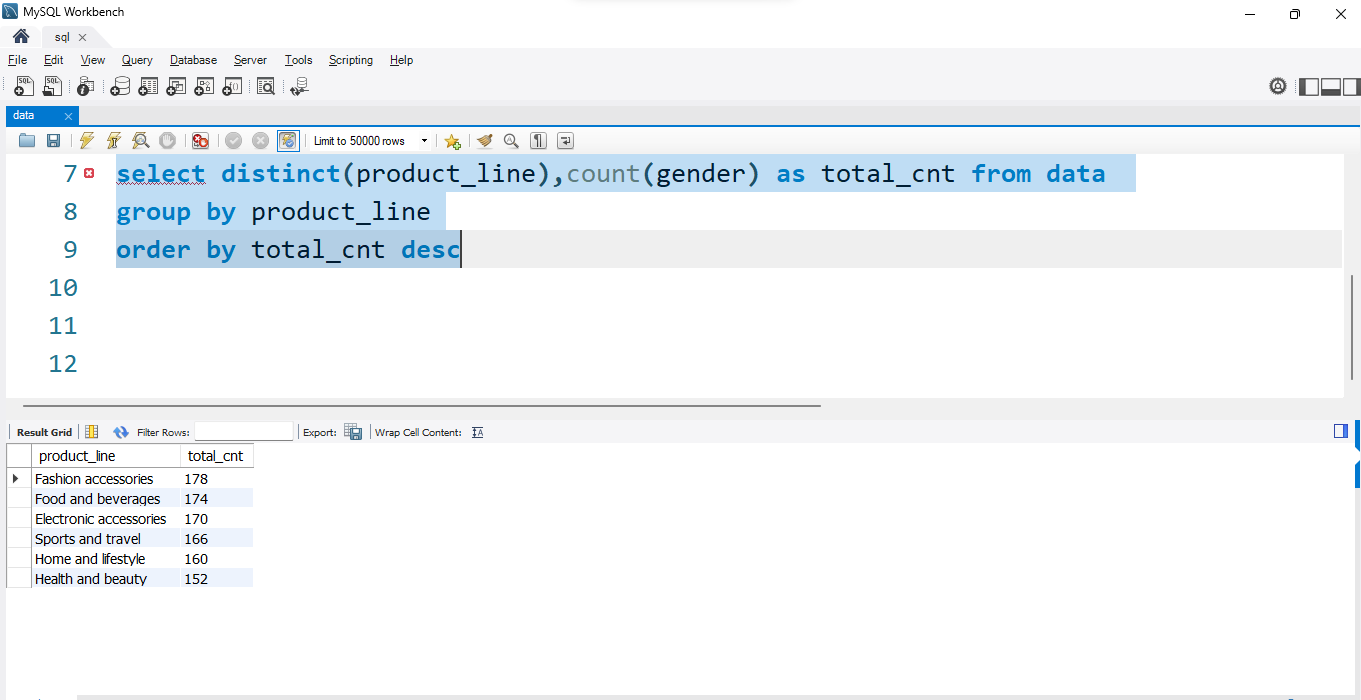 MySQL Workbench
sql
File Edit View Query Database Server Tools Scripting Help
data
Limit to 50000 rows
7 select distinct(product_line),count(gender) as total_cnt from data
8 group by product_line
9 order by total_cnt desc
10
11
12
Result Grid Filter Rows: Export: Wrap Cell Content:
product_line total_cnt
Fashion accessories 178
Food and beverages 174
Electronic accessories 170
Sports and travel 166
Home and lifestyle 160
Health and beauty 152